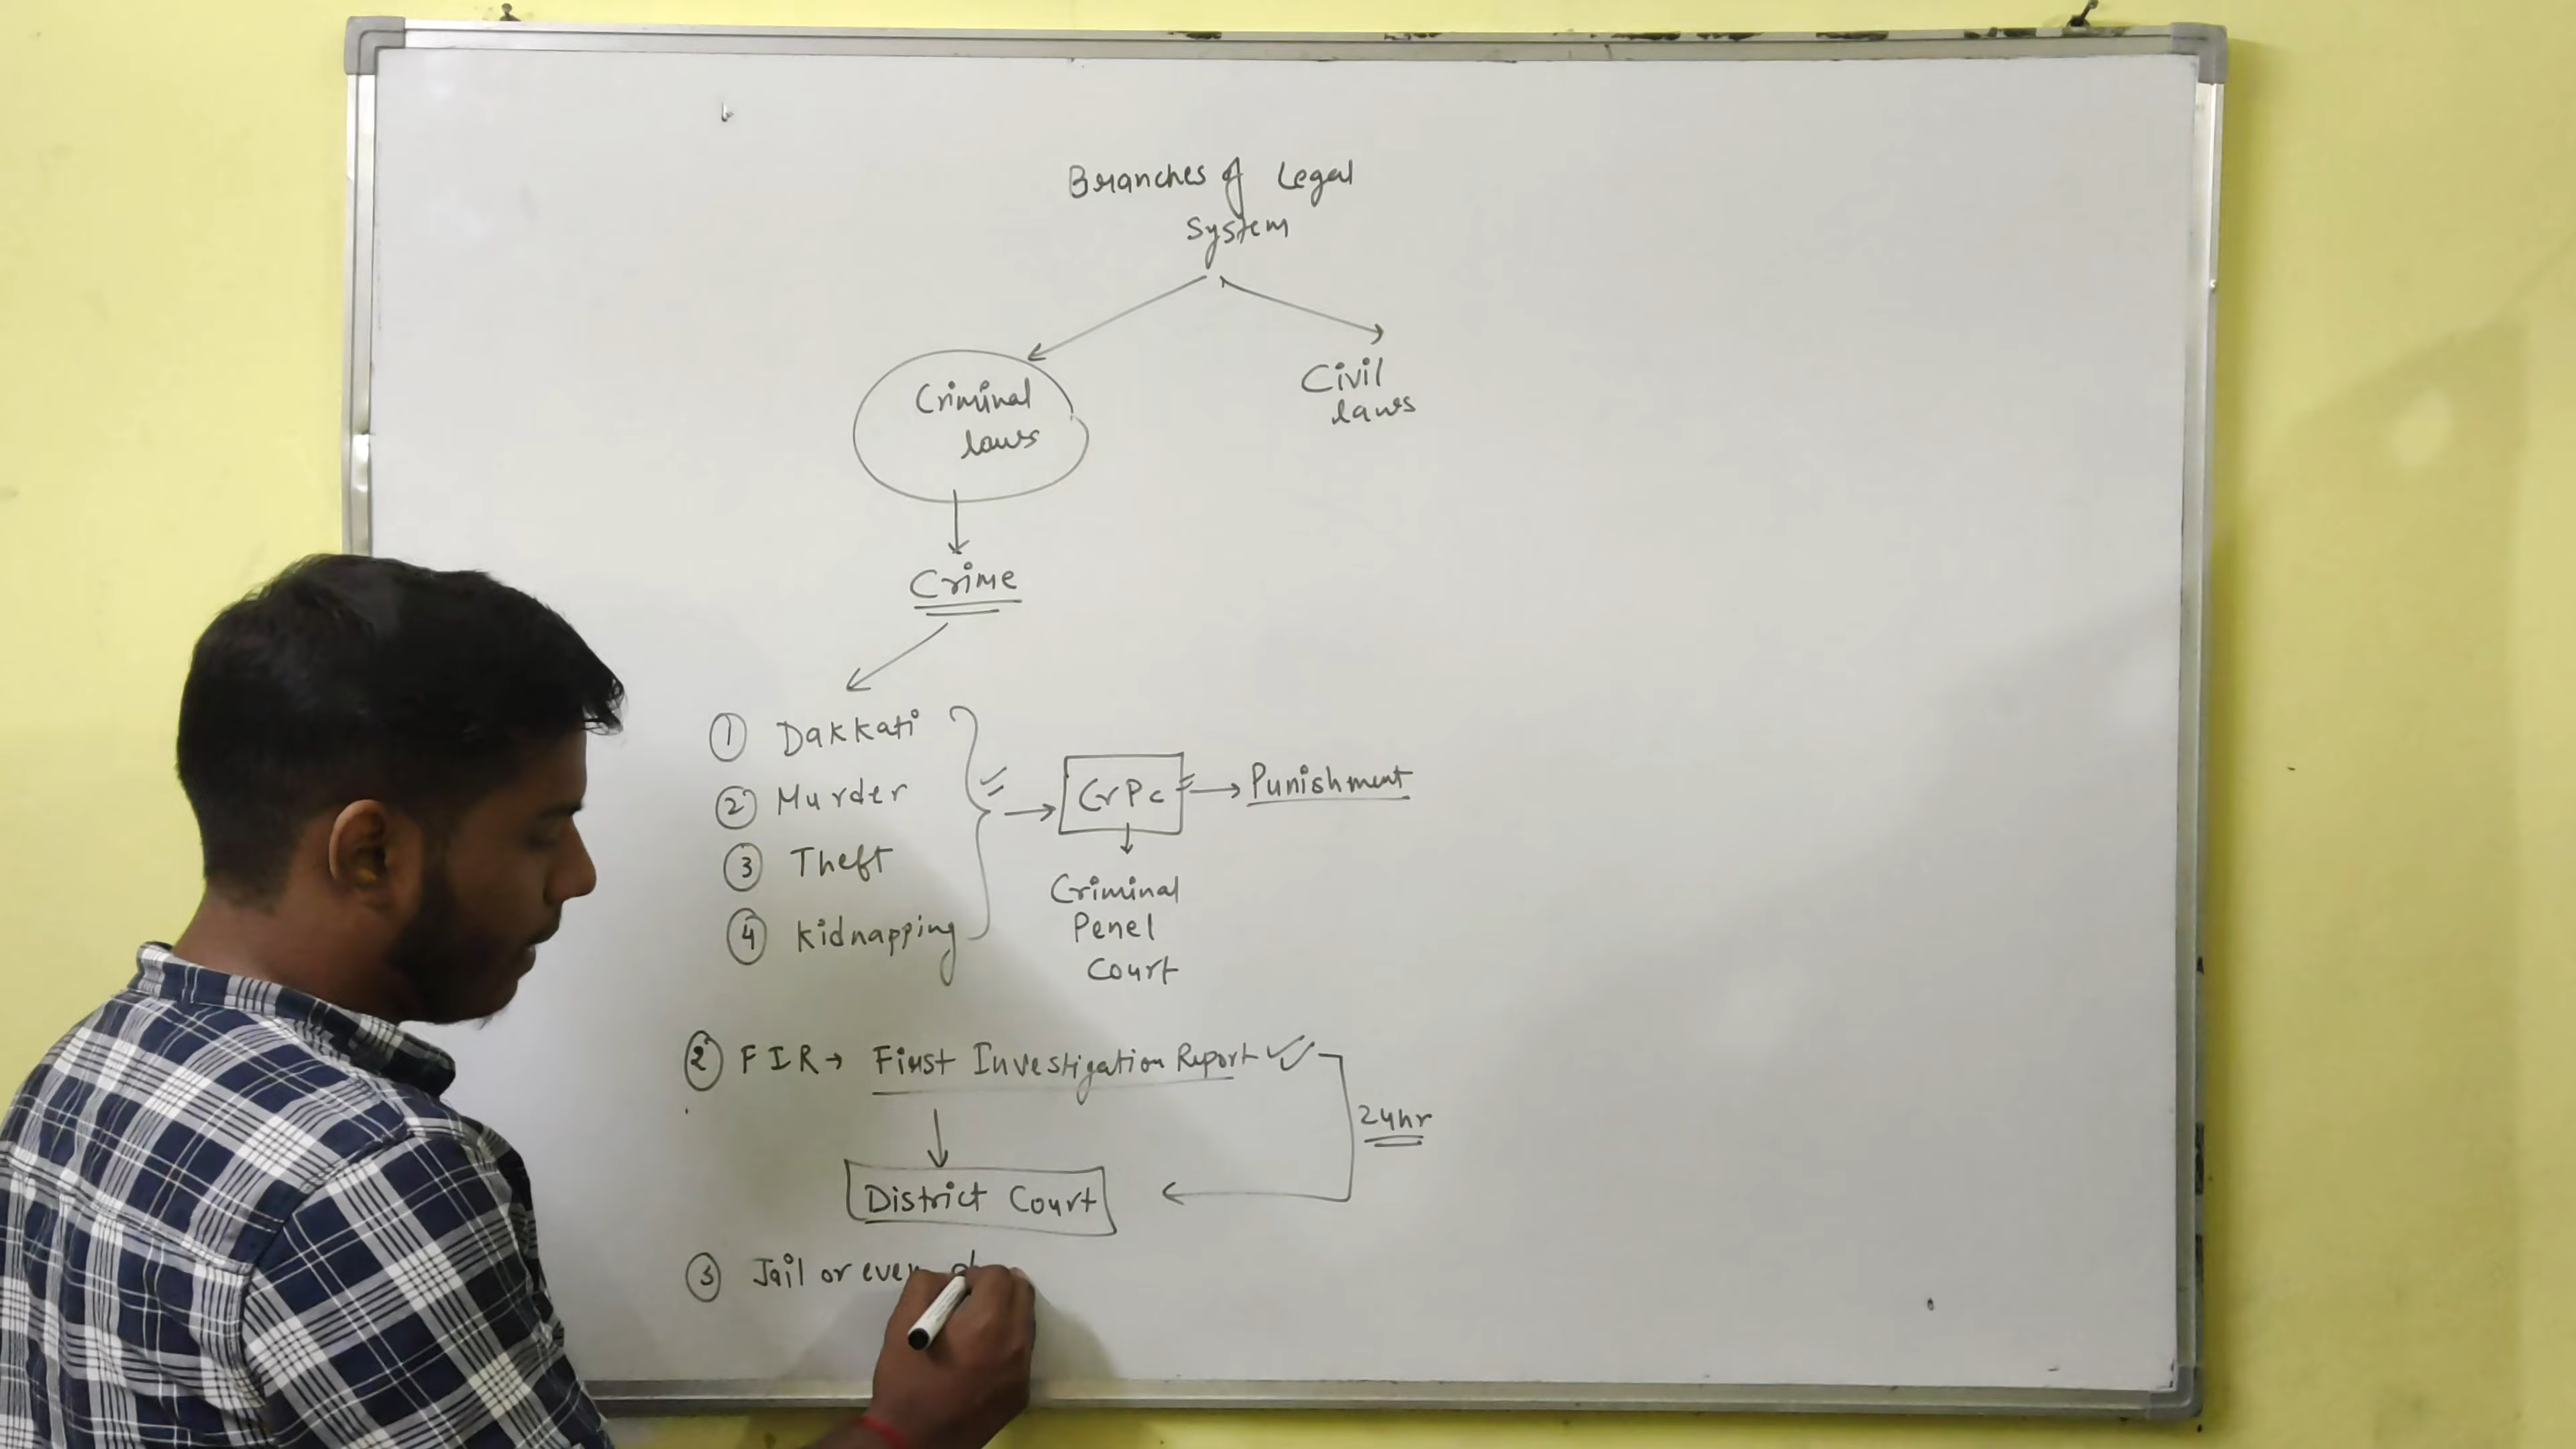 Branches of Legal
System
Criminal
laws
Civil
laws
Crime
① Dakkati
② Murder
③ Theft
④ Kidnapping
CrPc → Punishment
Criminal
Penel
Court
② FIR → First Investigation Report
24hr
District Court
③ Jail or even